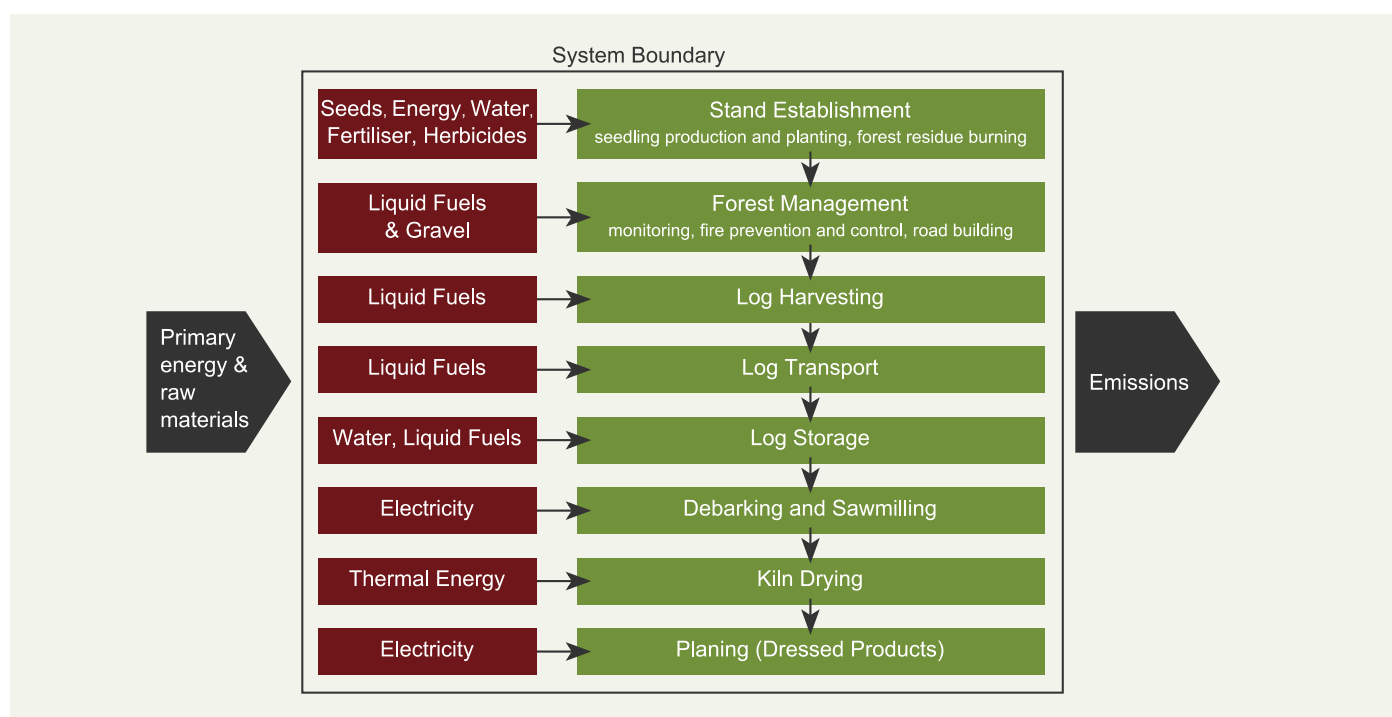 System Boundary
Primary
energy &
raw
materials
Seeds, Energy, Water,
Fertiliser, Herbicides
Stand Establishment
seedling production and planting, forest residue burning
Liquid Fuels
& Gravel
Forest Management
monitoring, fire prevention and control, road building
Liquid Fuels
Log Harvesting
Liquid Fuels
Log Transport
Water, Liquid Fuels
Log Storage
Electricity
Debarking and Sawmilling
Thermal Energy
Kiln Drying
Electricity
Planing (Dressed Products)
Emissions